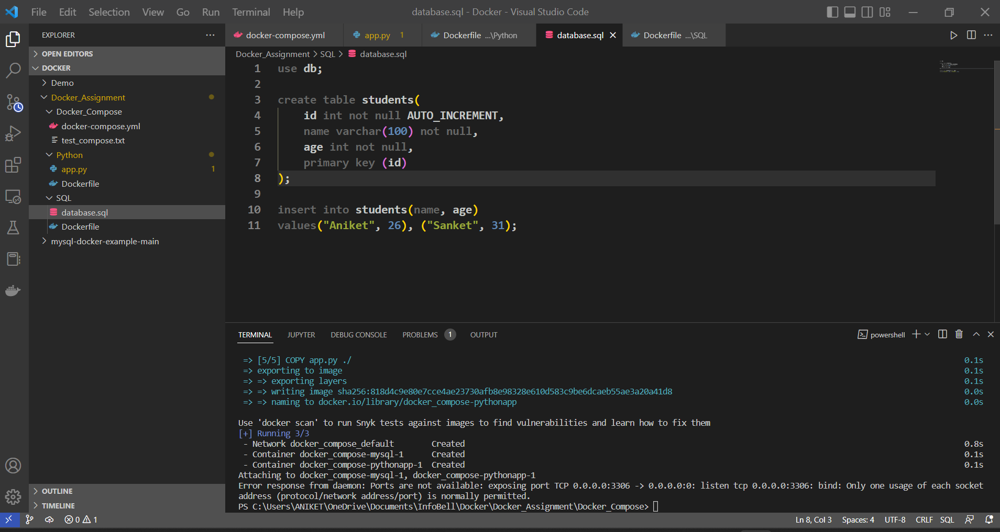 File Edit Selection View Go Run Terminal Help
database.sql - Docker - Visual Studio Code
EXPLORER
OPEN EDITORS
DOCKER
Demo
Docker_Assignment
Docker_Compose
docker-compose.yml
test_compose.txt
Python
app.py 1
Dockerfile
SQL
database.sql
Dockerfile
mysql-docker-example-main
OUTLINE
TIMELINE
docker-compose.yml app.py 1 Dockerfile ...\Python database.sql Dockerfile ...\SQL
Docker_Assignment > SQL > database.sql
1 use db;
2
3 create table students(
4 id int not null AUTO_INCREMENT,
5 name varchar(100) not null,
6 age int not null,
7 primary key (id)
8 );
9
10 insert into students(name, age)
11 values("Aniket", 26), ("Sanket", 31);
TERMINAL JUPYTER DEBUG CONSOLE PROBLEMS 1 OUTPUT
powershell
=> [5/5] COPY app.py ./ 0.1s
=> exporting to image 0.1s
=> => exporting layers 0.1s
=> => writing image sha256:818d4c9e80e7cce4ae23730afb8e98328e610d583c9be6dcaeb55ae3a20a41d8 0.0s
=> => naming to docker.io/library/docker_compose-pythonapp 0.0s
Use 'docker scan' to run Snyk tests against images to find vulnerabilities and learn how to fix them
[+] Running 3/3
- Network docker_compose_default Created 0.8s
- Container docker_compose-mysql-1 Created 0.1s
- Container docker_compose-pythonapp-1 Created 0.1s
Attaching to docker_compose-mysql-1, docker_compose-pythonapp-1
Error response from daemon: Ports are not available: exposing port TCP 0.0.0.0:3306 -> 0.0.0.0:0: listen tcp 0.0.0.0:3306: bind: Only one usage of each socket
address (protocol/network address/port) is normally permitted.
PS C:\Users\ANIKET\OneDrive\Documents\InfoBell\Docker\Docker_Assignment\Docker_Compose>
0 1
Ln 8, Col 3 Spaces: 4 UTF-8 CRLF SQL